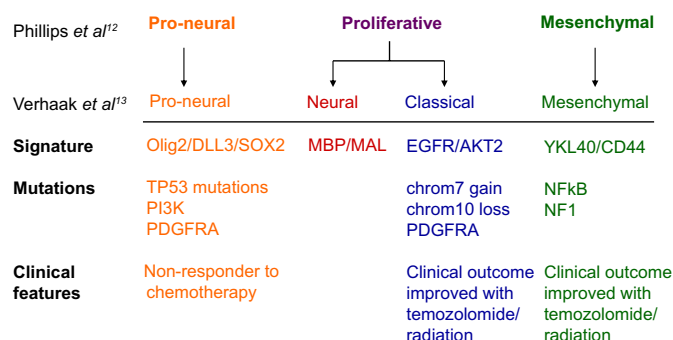 Phillips et al12 Pro-neural Proliferative Mesenchymal
Verhaak et al13 Pro-neural Neural Classical Mesenchymal
Signature Olig2/DLL3/SOX2 MBP/MAL EGFR/AKT2 YKL40/CD44
Mutations TP53 mutations chrom7 gain NFkB
PI3K chrom10 loss NF1
PDGFRA PDGFRA
Clinical Non-responder to Clinical outcome Clinical outcome
features chemotherapy improved with improved with
temozolomide/ temozolomide/
radiation radiation